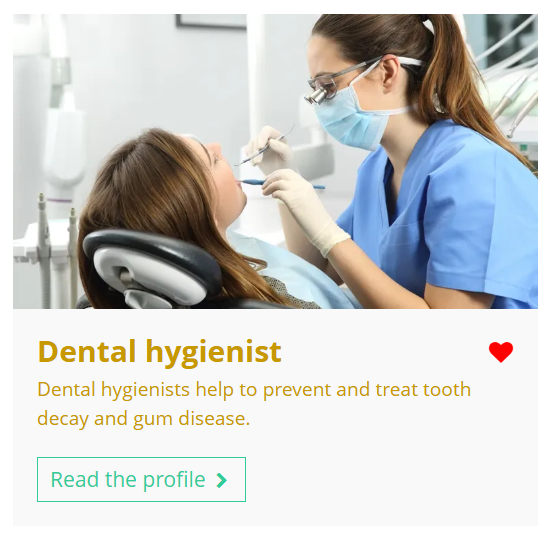 Dental hygienist
Dental hygienists help to prevent and treat tooth
decay and gum disease.
Read the profile